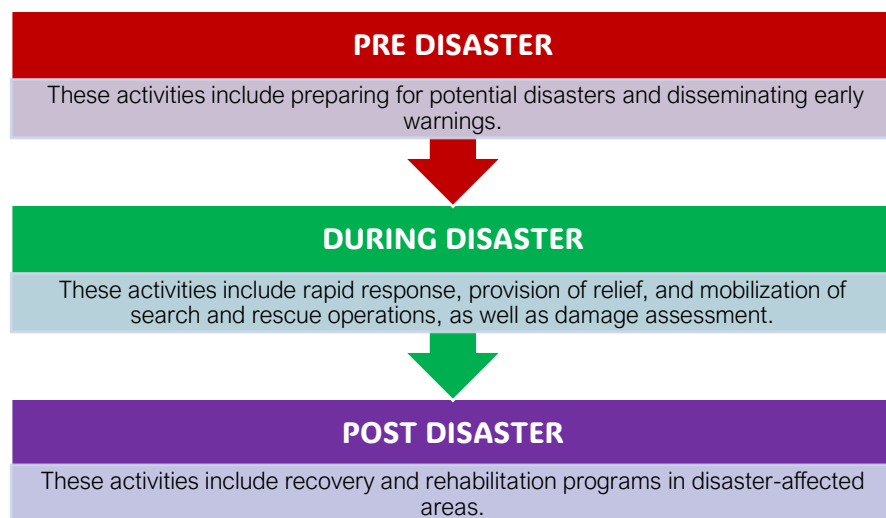 PRE DISASTER
These activities include preparing for potential disasters and disseminating early
warnings.
DURING DISASTER
These activities include rapid response, provision of relief, and mobilization of
search and rescue operations, as well as damage assessment.
POST DISASTER
These activities include recovery and rehabilitation programs in disaster-affected
areas.